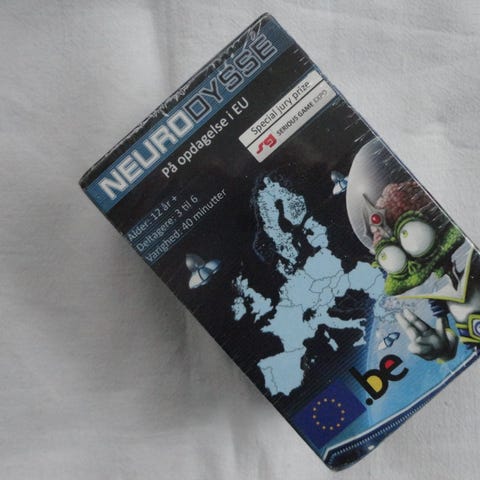 NEURODYSSÉ
På opdagelse i EU
Special jury prize
sg SERIOUS GAME EXPO
Alder: 12 år +
Deltagere: 3 til 6
Varighed: 40 minutter
.be